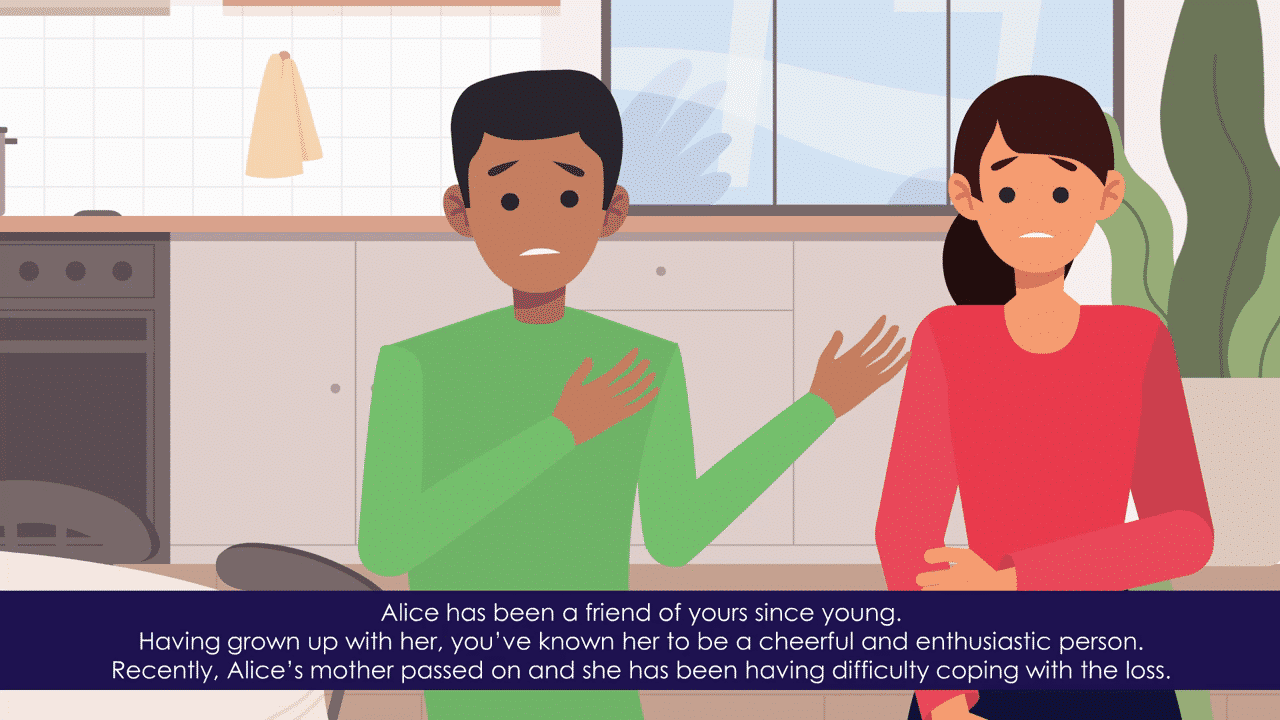 Alice has been a friend of yours since young.
Having grown up with her, you've known her to be a cheerful and enthusiastic person.
Recently, Alice's mother passed on and she has been having difficulty coping with the loss.